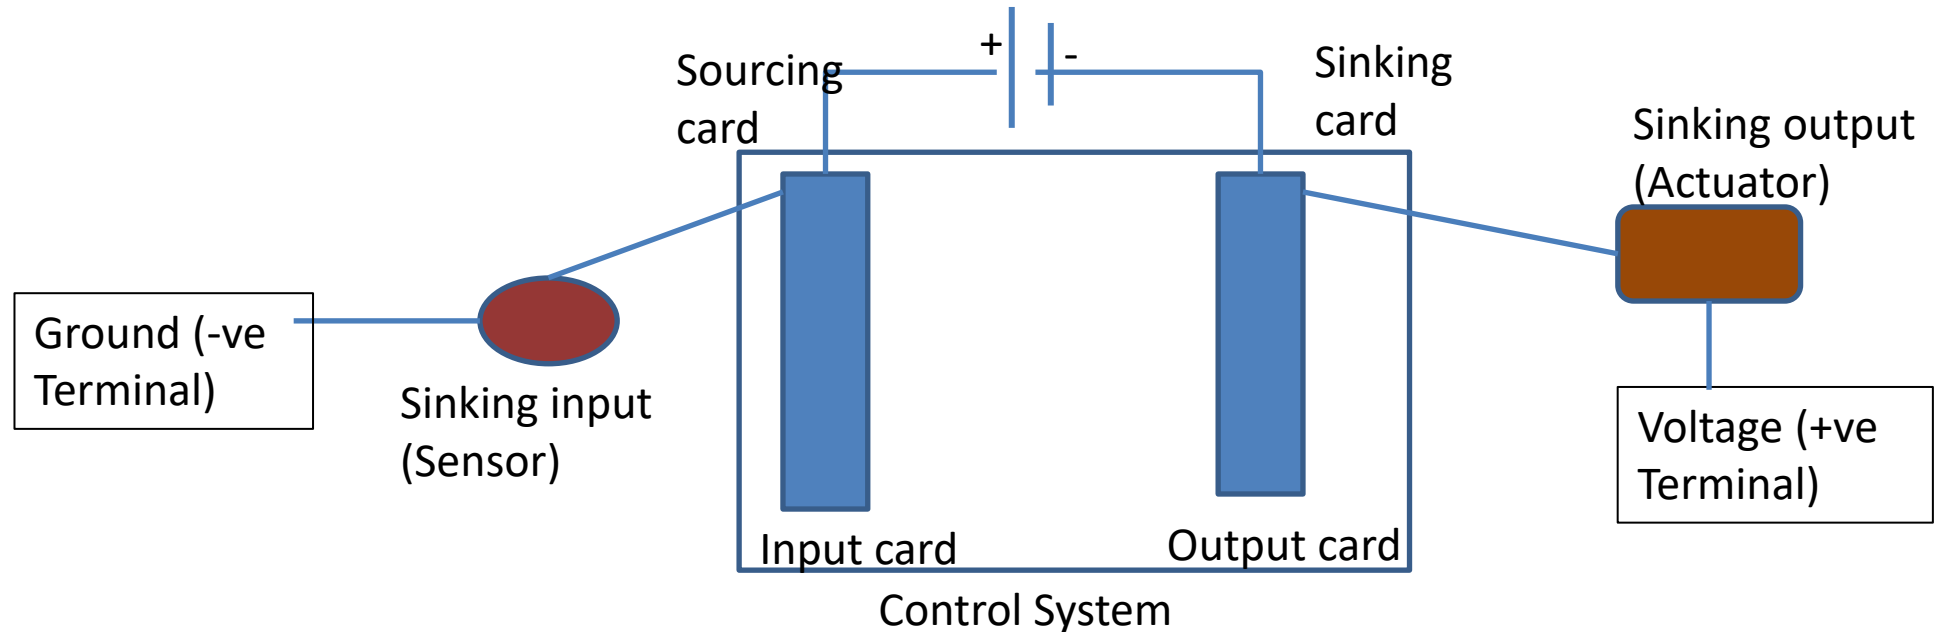 +
-
Sourcing
card
Sinking
card
Sinking output
(Actuator)
Ground (-ve
Terminal)
Sinking input
(Sensor)
Voltage (+ve
Terminal)
Input card
Output card
Control System